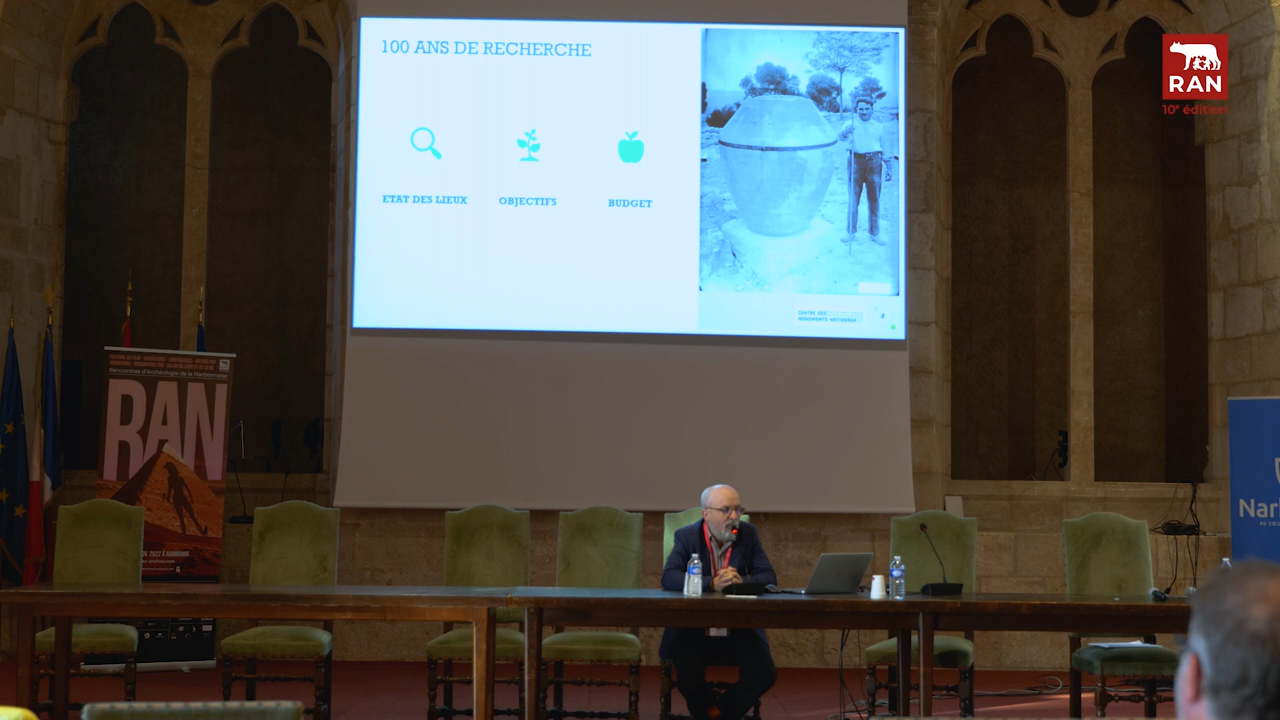 100 ANS DE RECHERCHE
ETAT DES LIEUX
OBJECTIFS
BUDGET
CENTRE DES
MONUMENTS NATIONAUX
RAN
10e édition
Rencontres d'Archéologie de la Narbonnaise
RAN
Nar